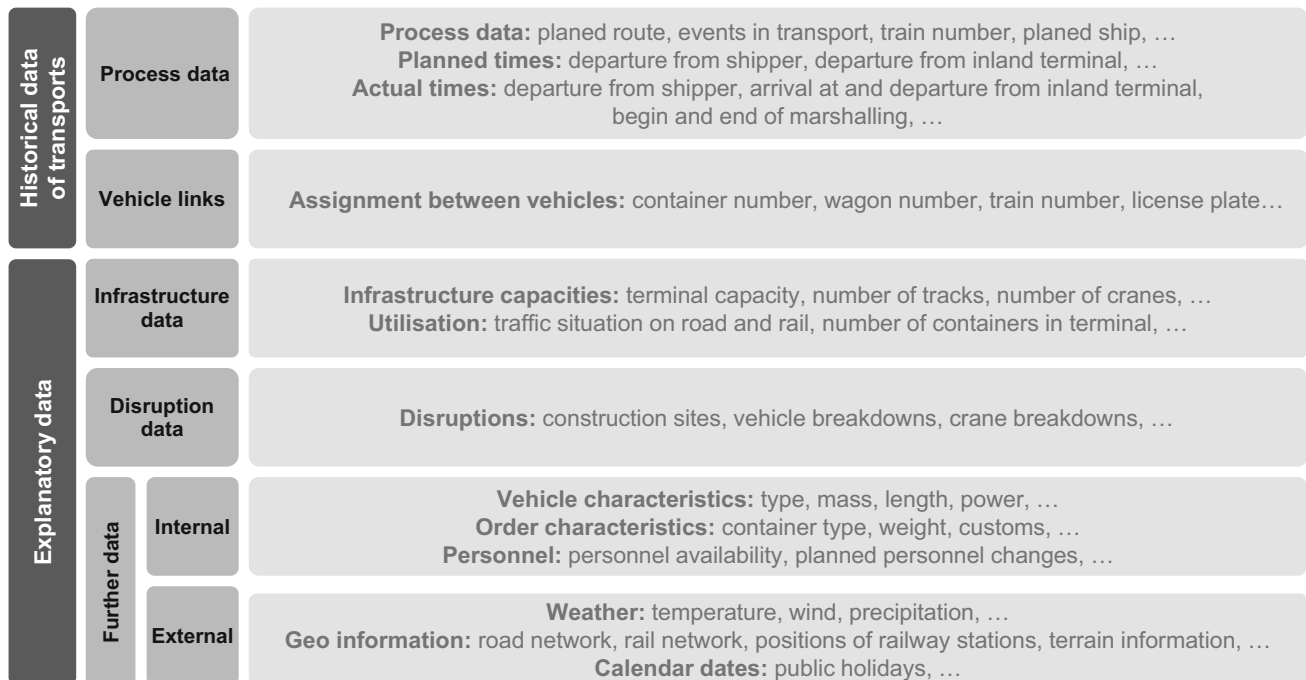 Historical data
of transports
Process data
Process data: planed route, events in transport, train number, planed ship, …
Planned times: departure from shipper, departure from inland terminal, …
Actual times: departure from shipper, arrival at and departure from inland terminal,
begin and end of marshalling, …
Vehicle links
Assignment between vehicles: container number, wagon number, train number, license plate…
Explanatory data
Infrastructure
data
Infrastructure capacities: terminal capacity, number of tracks, number of cranes, …
Utilisation: traffic situation on road and rail, number of containers in terminal, …
Disruption
data
Disruptions: construction sites, vehicle breakdowns, crane breakdowns, …
Further data
Internal
Vehicle characteristics: type, mass, length, power, …
Order characteristics: container type, weight, customs, …
Personnel: personnel availability, planned personnel changes, …
External
Weather: temperature, wind, precipitation, …
Geo information: road network, rail network, positions of railway stations, terrain information, …
Calendar dates: public holidays, …